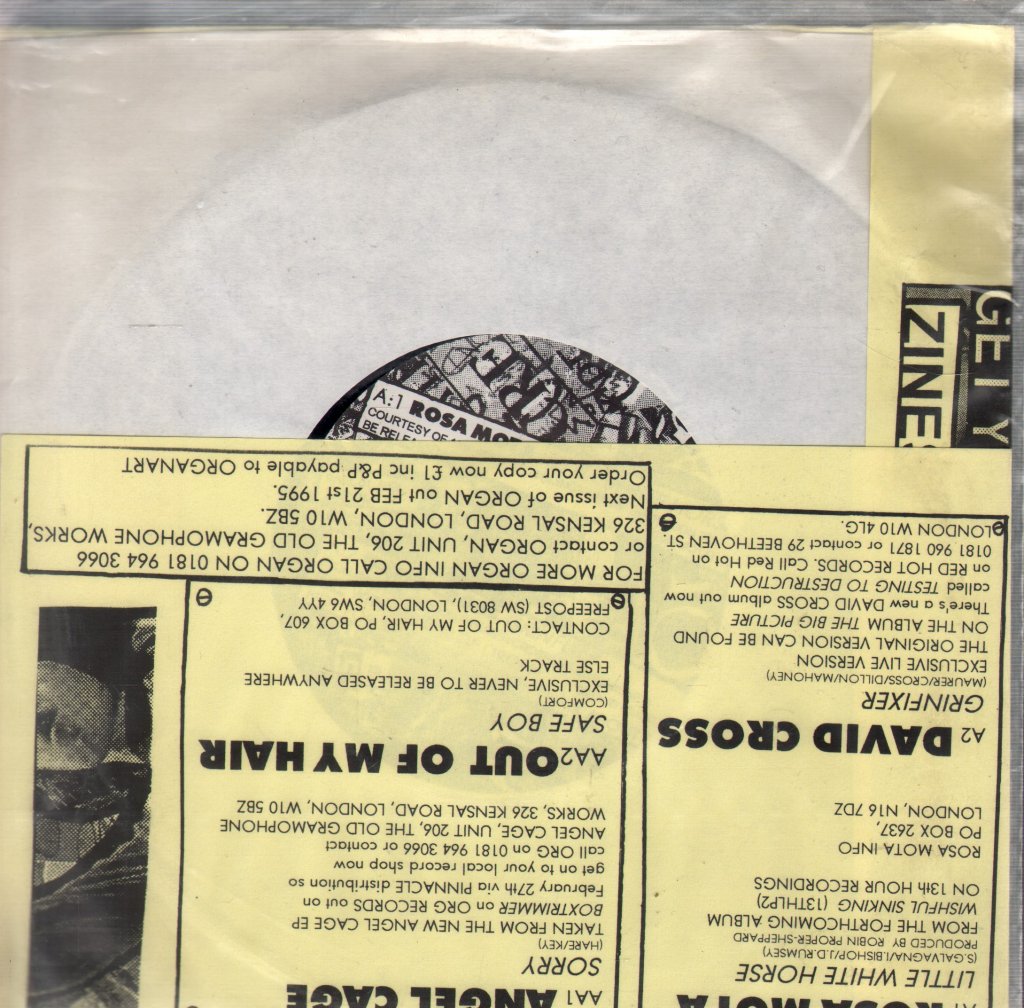 A:1 ROSA MOT
COURTESY OF
BE RELE
GETY
ZINES
A1 ROSA MOTA
LITTLE WHITE HORSE
(S.GALVAGNA/I.BISHOP/J.D.RUMSEY)
PRODUCED BY ROBIN PROPER-SHEPPARD
FROM THE FORTHCOMING ALBUM
WISHFUL SINKING (13THLP2)
ON 13th HOUR RECORDINGS
ROSA MOTA INFO
PO BOX 2637,
LONDON, N16 7DZ
A2 DAVID CROSS
GRINFIXER
(MAURER/CROSS/DILLON/MAHONEY)
EXCLUSIVE LIVE VERSION
THE ORIGINAL VERSION CAN BE FOUND
ON THE ALBUM THE BIG PICTURE
There's a new DAVID CROSS album out now
called TESTING TO DESTRUCTION
on RED HOT RECORDS. Call Red Hot on
0181 960 1871 or contact 29 BEETHOVEN ST.
LONDON W10 4LG.
AA1 ANGEL CAGE
SORRY
(HARE/KEY)
TAKEN FROM THE NEW ANGEL CAGE EP
BOXTRIMMER on ORG RECORDS out on
February 27th via PINNACLE distribution so
get on to your local record shop now
call ORG on 0181 964 3066 or contact
ANGEL CAGE, UNIT 206, THE OLD GRAMOPHONE
WORKS, 326 KENSAL ROAD, LONDON, W10 5BZ
AA2 OUT OF MY HAIR
SAFE BOY
(COMFORT)
EXCLUSIVE, NEVER TO BE RELEASED ANYWHERE
ELSE TRACK
CONTACT: OUT OF MY HAIR, PO BOX 607,
FREEPOST (SW 8031), LONDON, SW6 4YY
FOR MORE ORGAN INFO CALL ORGAN ON 0181 964 3066
or contact ORGAN, UNIT 206, THE OLD GRAMOPHONE WORKS,
326 KENSAL ROAD, LONDON, W10 5BZ.
Next issue of ORGAN out FEB 21st 1995.
Order your copy now £1 inc P&P payable to ORGANART